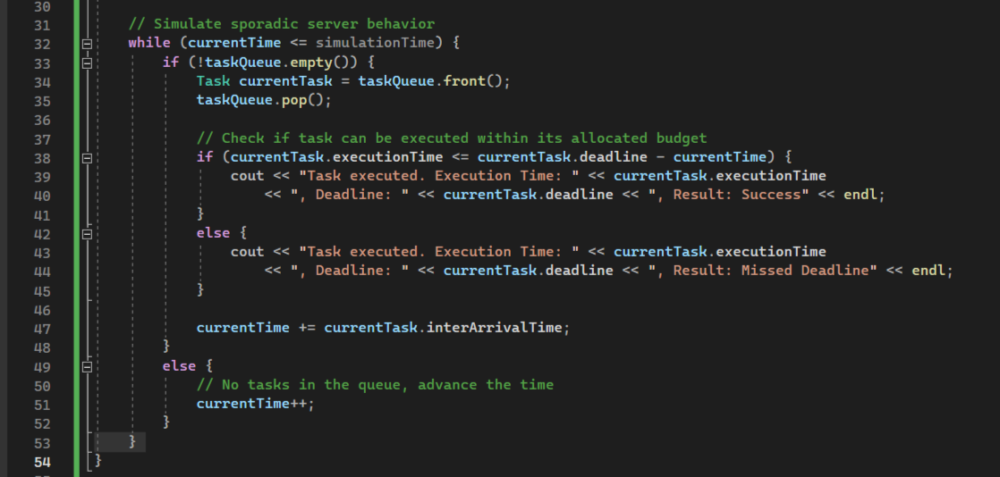 30
31 // Simulate sporadic server behavior
32 while (currentTime <= simulationTime) {
33 if (!taskQueue.empty()) {
34 Task currentTask = taskQueue.front();
35 taskQueue.pop();
36
37 // Check if task can be executed within its allocated budget
38 if (currentTask.executionTime <= currentTask.deadline - currentTime) {
39 cout << "Task executed. Execution Time: " << currentTask.executionTime
40 << ", Deadline: " << currentTask.deadline << ", Result: Success" << endl;
41 }
42 else {
43 cout << "Task executed. Execution Time: " << currentTask.executionTime
44 << ", Deadline: " << currentTask.deadline << ", Result: Missed Deadline" << endl;
45 }
46
47 currentTime += currentTask.interArrivalTime;
48 }
49 else {
50 // No tasks in the queue, advance the time
51 currentTime++;
52 }
53 }
54 }